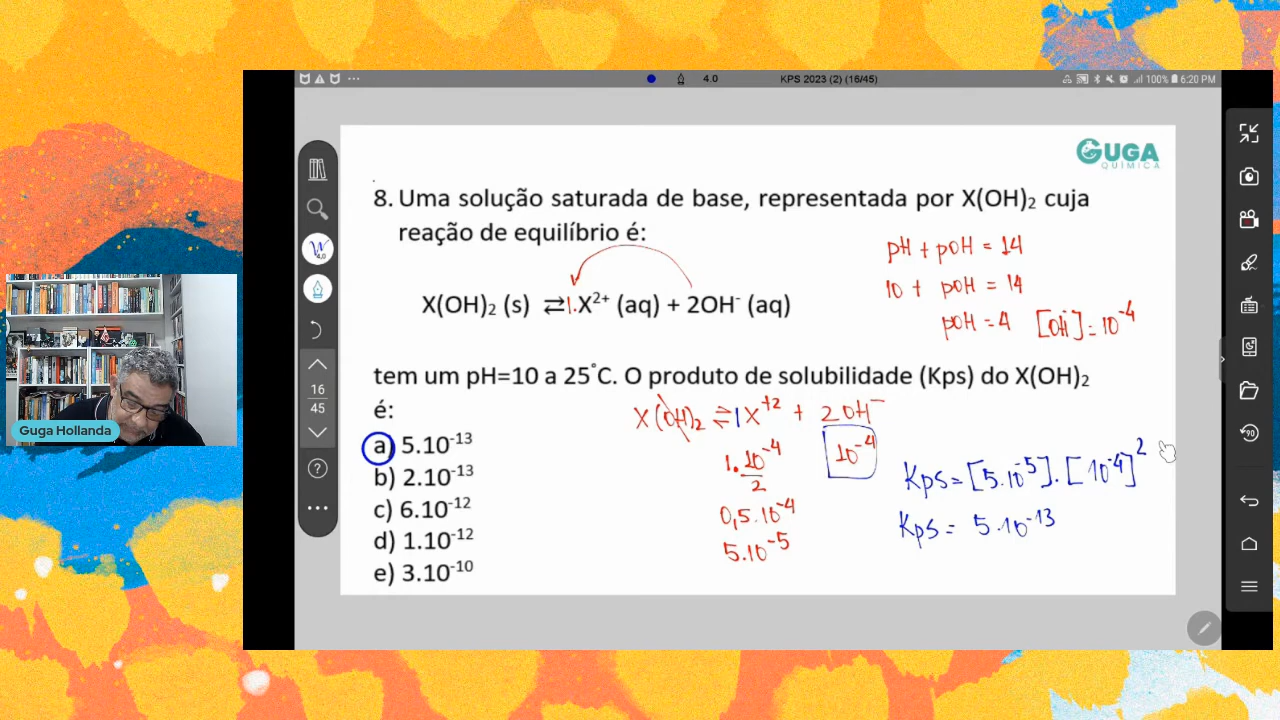 4.0
KPS 2023 (2) (16/45)
100% 6:20 PM
GUGA
QUÍMICA
8. Uma solução saturada de base, representada por X(OH)₂ cuja
reação de equilíbrio é:
X(OH)₂ (s) ⇄ 1.X²⁺ (aq) + 2OH⁻ (aq)
pH + pOH = 14
10 + pOH = 14
pOH = 4 [OH⁻] = 10⁻⁴
tem um pH=10 a 25°C. O produto de solubilidade (Kps) do X(OH)₂
é:
X(OH)₂ ⇄ 1X⁺² + 2OH⁻
1. 10⁻⁴
2
10⁻⁴
0,5.10⁻⁴
5.10⁻⁵
Kps = [5.10⁻⁵] . [10⁻⁴]²
Kps = 5.10⁻¹³
a) 5.10⁻¹³
b) 2.10⁻¹³
c) 6.10⁻¹²
d) 1.10⁻¹²
e) 3.10⁻¹⁰
W
4,0
16
45
90
Guga Hollanda